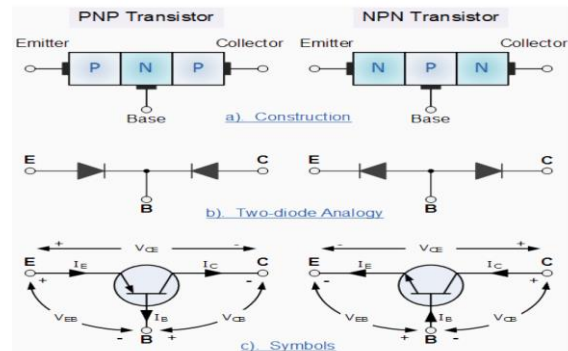 PNP Transistor NPN Transistor
Emitter Collector Emitter Collector
P N P N P N
Base Base
a). Construction
E C E C
B B
b). Two-diode Analogy
+ VCE - - VCE +
E IE IC C E IE IC C
+ - - +
VEB IB VCB VEB IB VCB
- B + + B -
c). Symbols